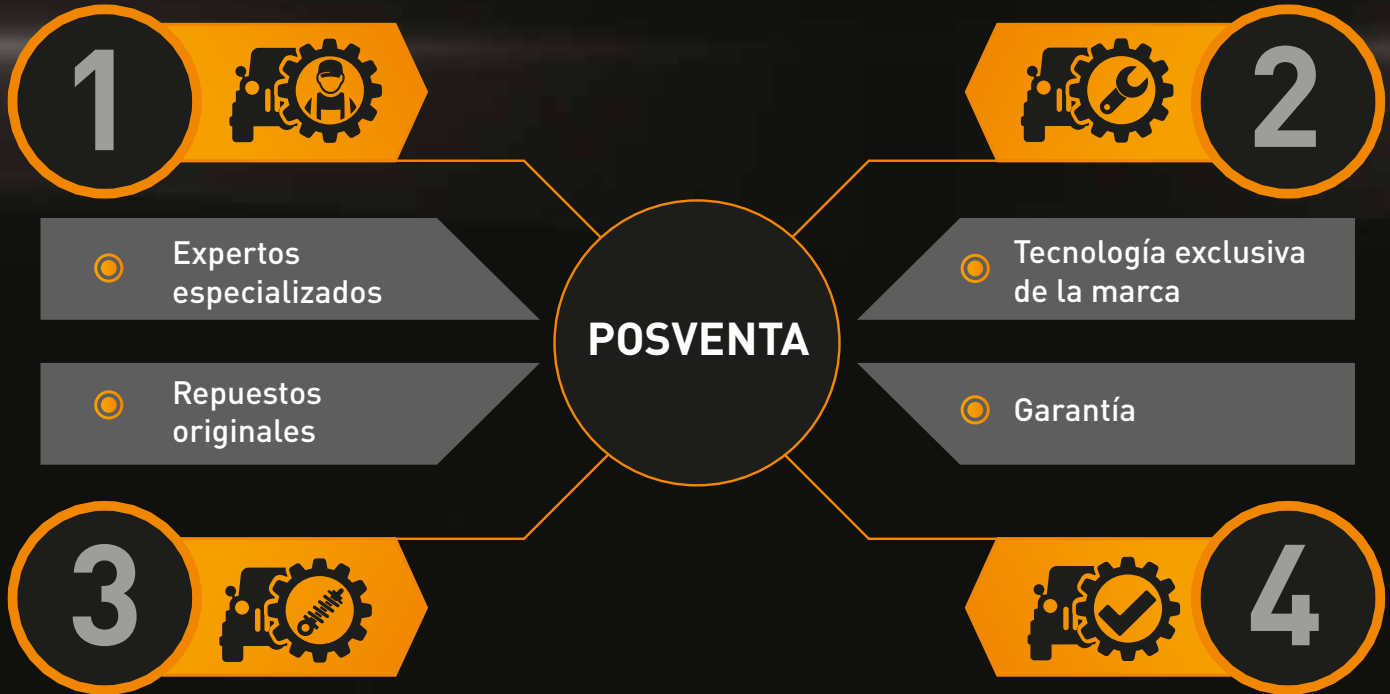 1
2
Expertos
especializados
Tecnología exclusiva
de la marca
POSVENTA
Repuestos
originales
Garantía
3
4